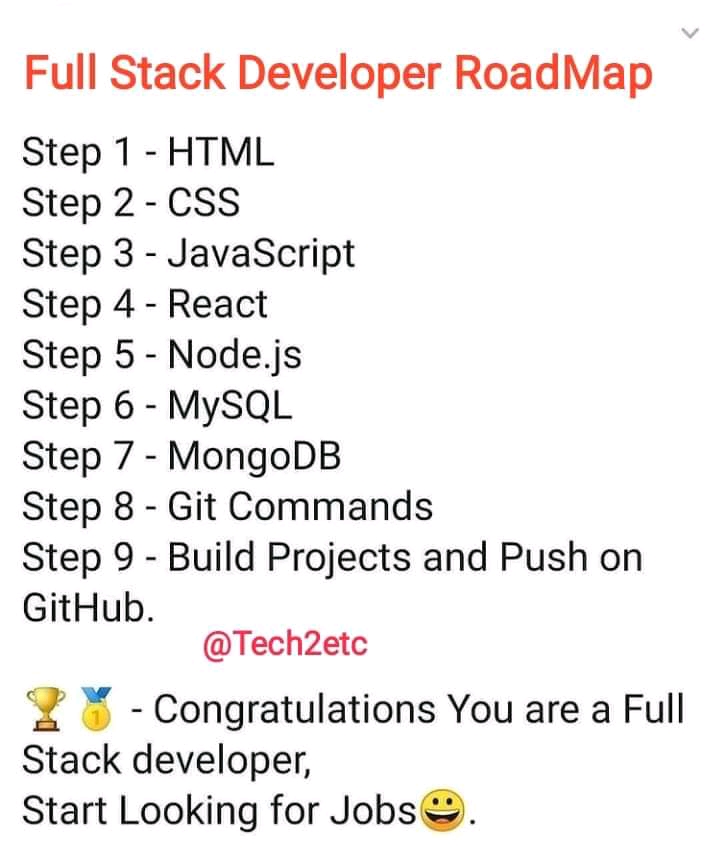 Full Stack Developer RoadMap
Step 1 - HTML
Step 2 - CSS
Step 3 - JavaScript
Step 4 - React
Step 5 - Node.js
Step 6 - MySQL
Step 7 - MongoDB
Step 8 - Git Commands
Step 9 - Build Projects and Push on
GitHub.
@Tech2etc
🏆🥇 - Congratulations You are a Full
Stack developer,
Start Looking for Jobs😀.